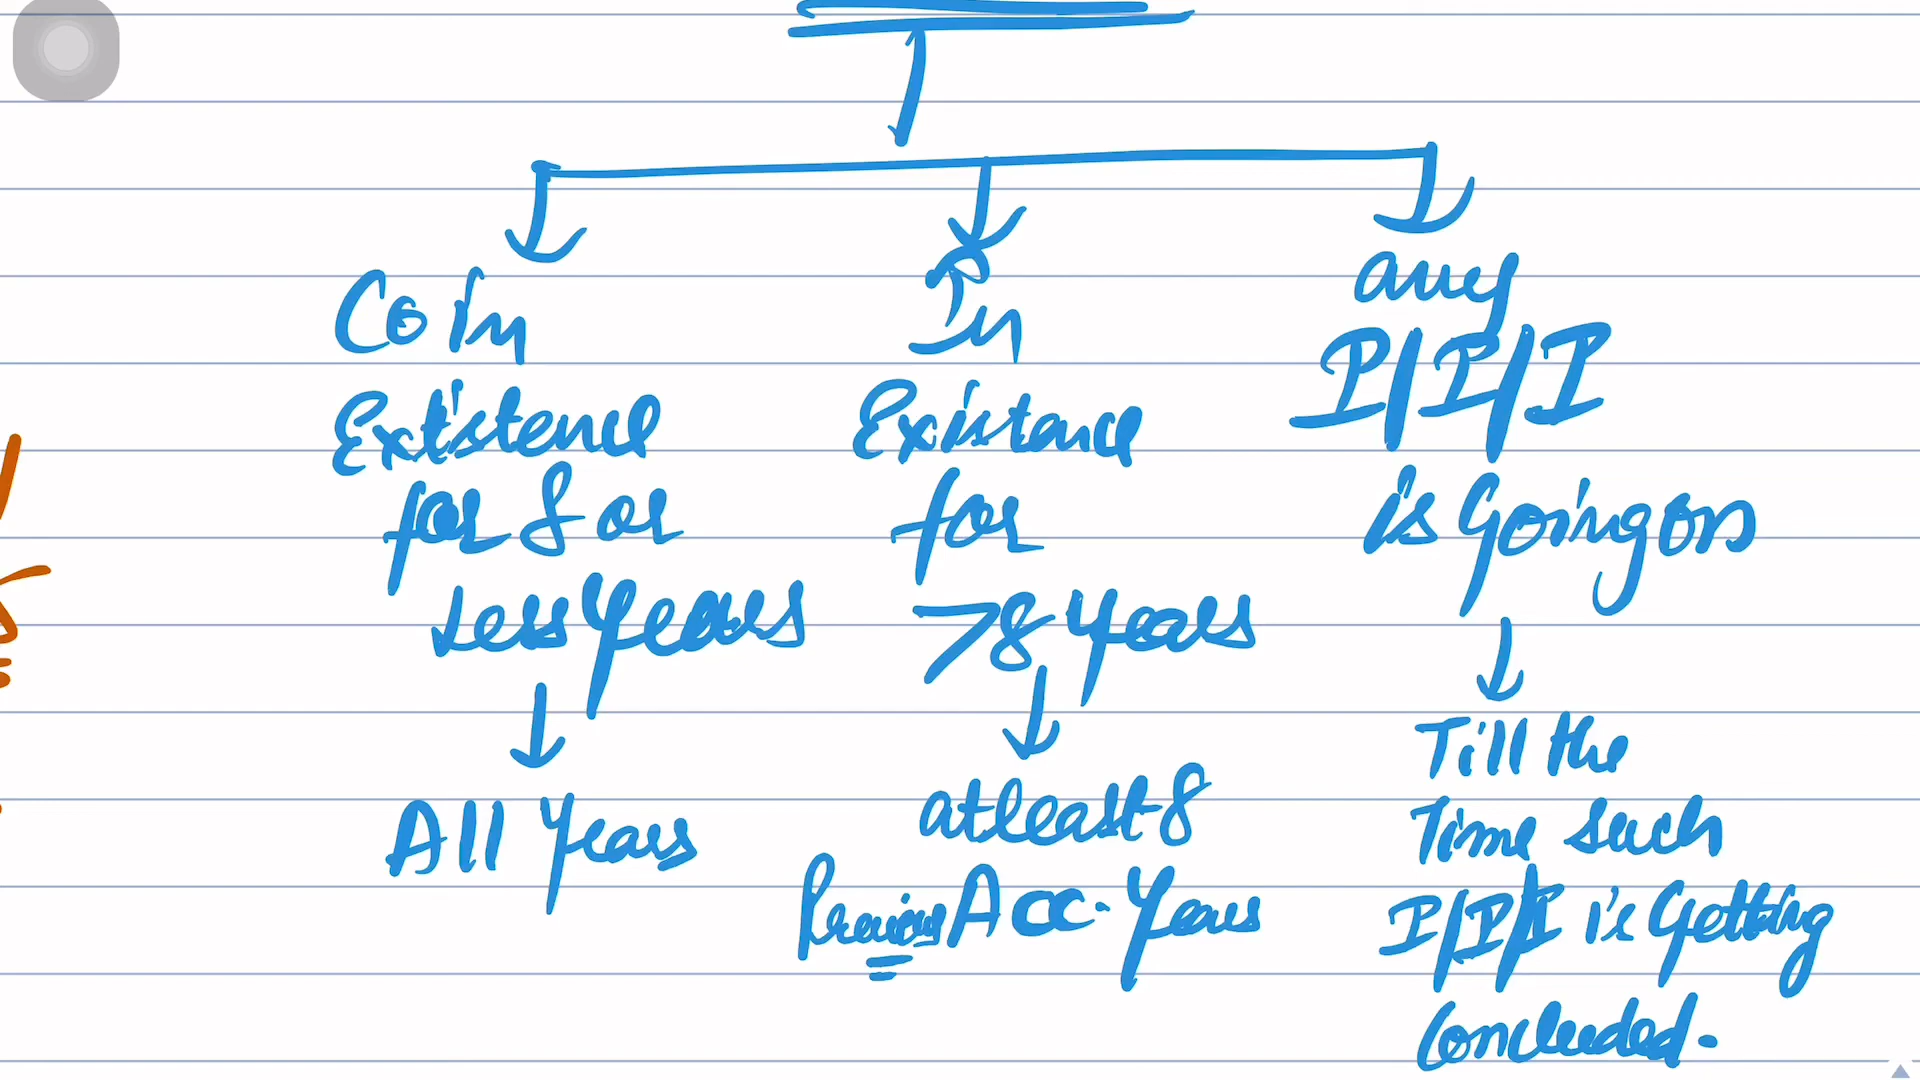 Co in
Existence
for 8 or
Less Years
All Years
In
Existance
for
>8 Years
atleast 8
Previous Acc. Years
any
I/I/I
is Going on
Till the
Time such
I/I/I is Getting
Concluded.